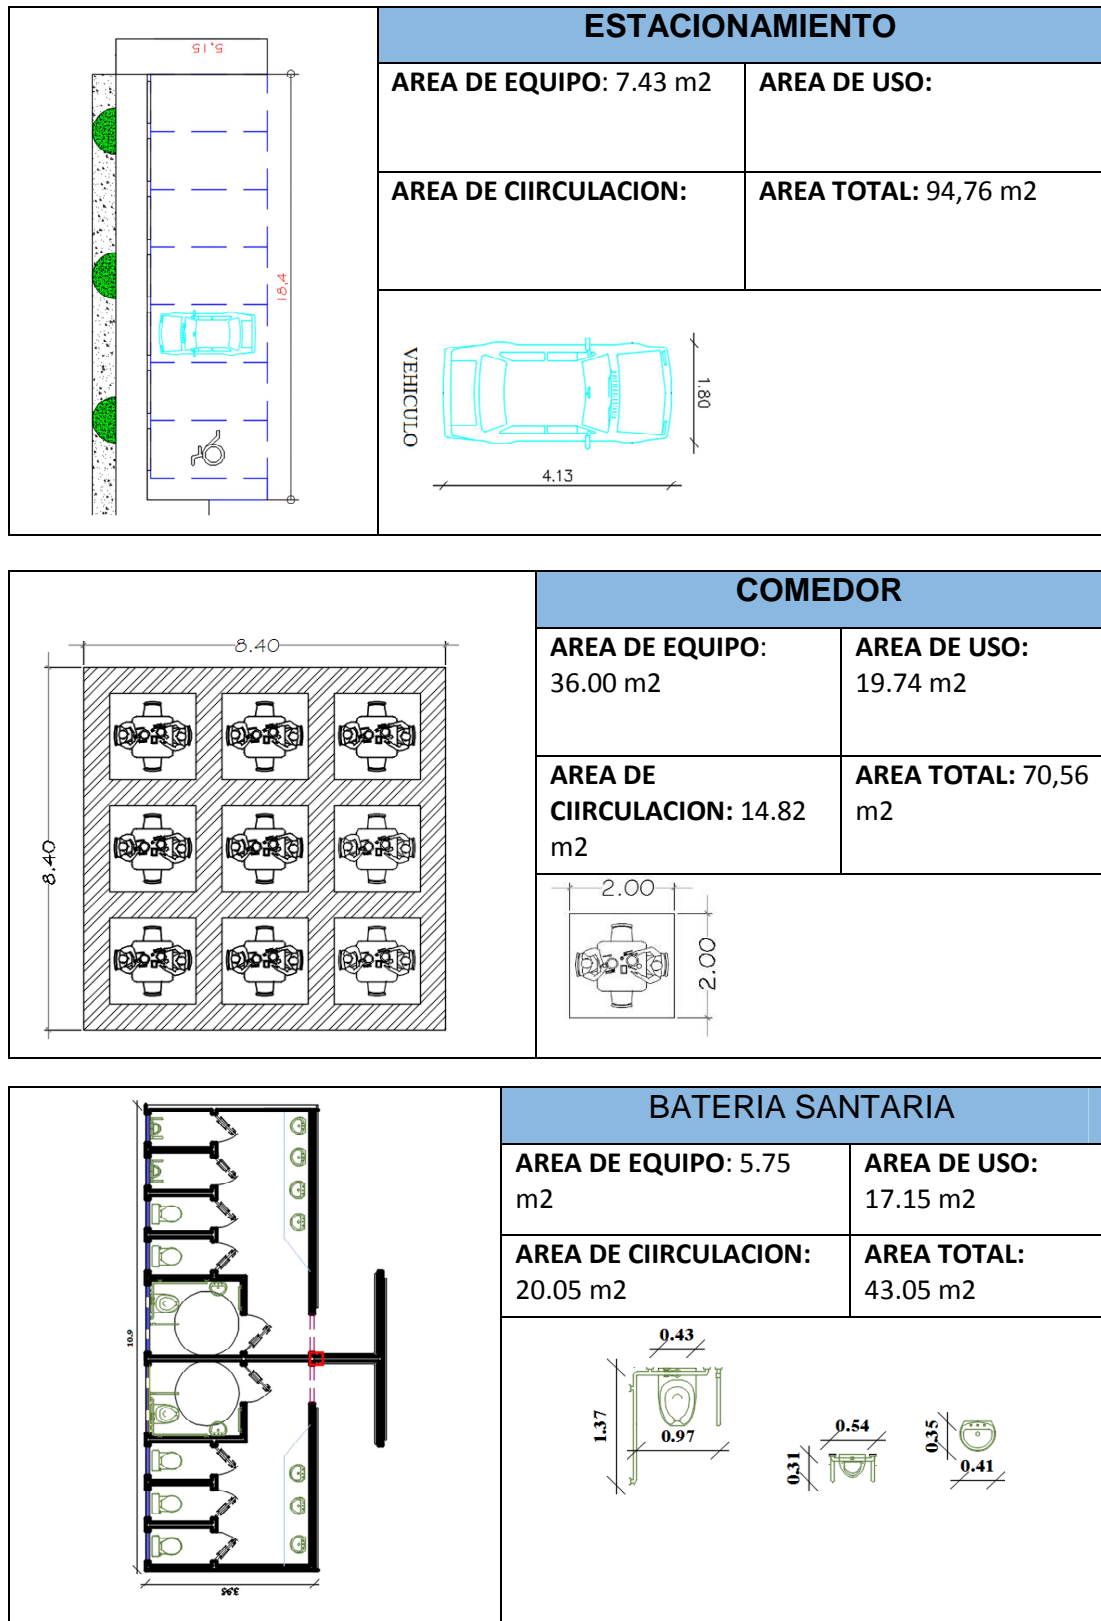 ESTACIONAMIENTO
AREA DE EQUIPO: 7.43 m2
AREA DE USO:
AREA DE CIIRCULACION:
AREA TOTAL: 94,76 m2
5,15
18,4
VEHICULO
1.80
4.13
COMEDOR
AREA DE EQUIPO:
36.00 m2
AREA DE USO:
19.74 m2
AREA DE
CIIRCULACION: 14.82
m2
AREA TOTAL: 70,56
m2
8.40
8.40
2.00
2.00
BATERIA SANTARIA
AREA DE EQUIPO: 5.75
m2
AREA DE USO:
17.15 m2
AREA DE CIIRCULACION:
20.05 m2
AREA TOTAL:
43.05 m2
10.9
3,95
0.43
1.37
0.97
0.54
0.31
0.35
0.41